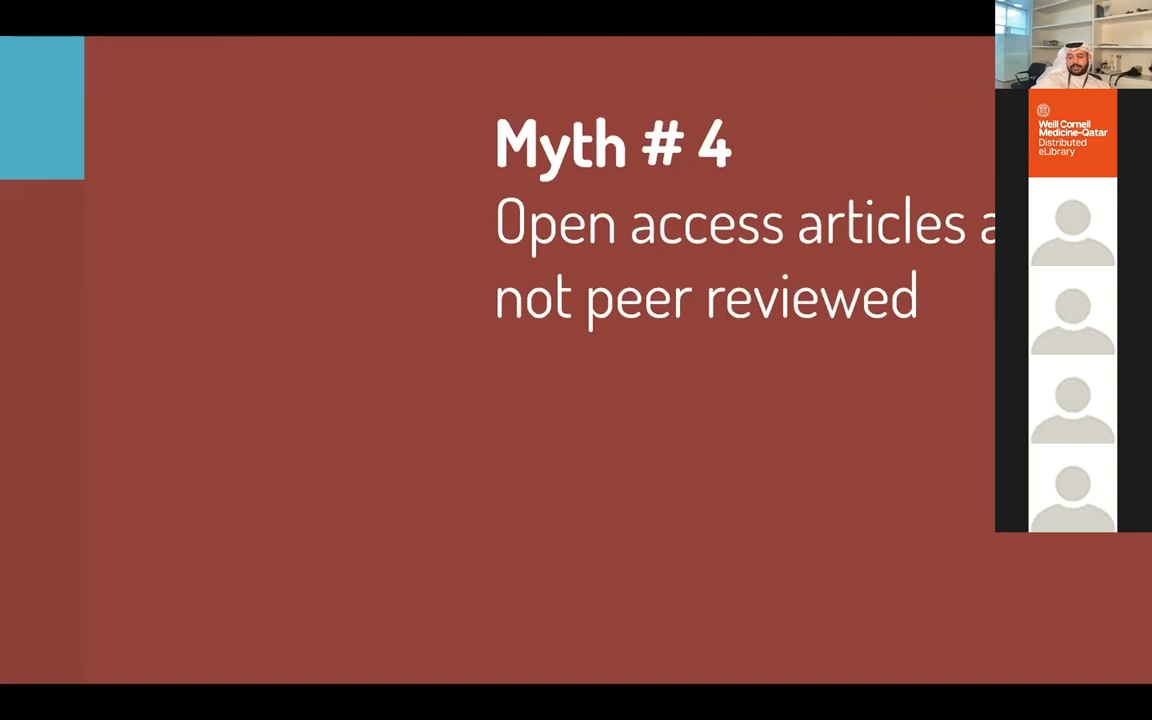 Myth # 4
Open access articles a
not peer reviewed
Weill Cornell
Medicine-Qatar
Distributed
eLibrary